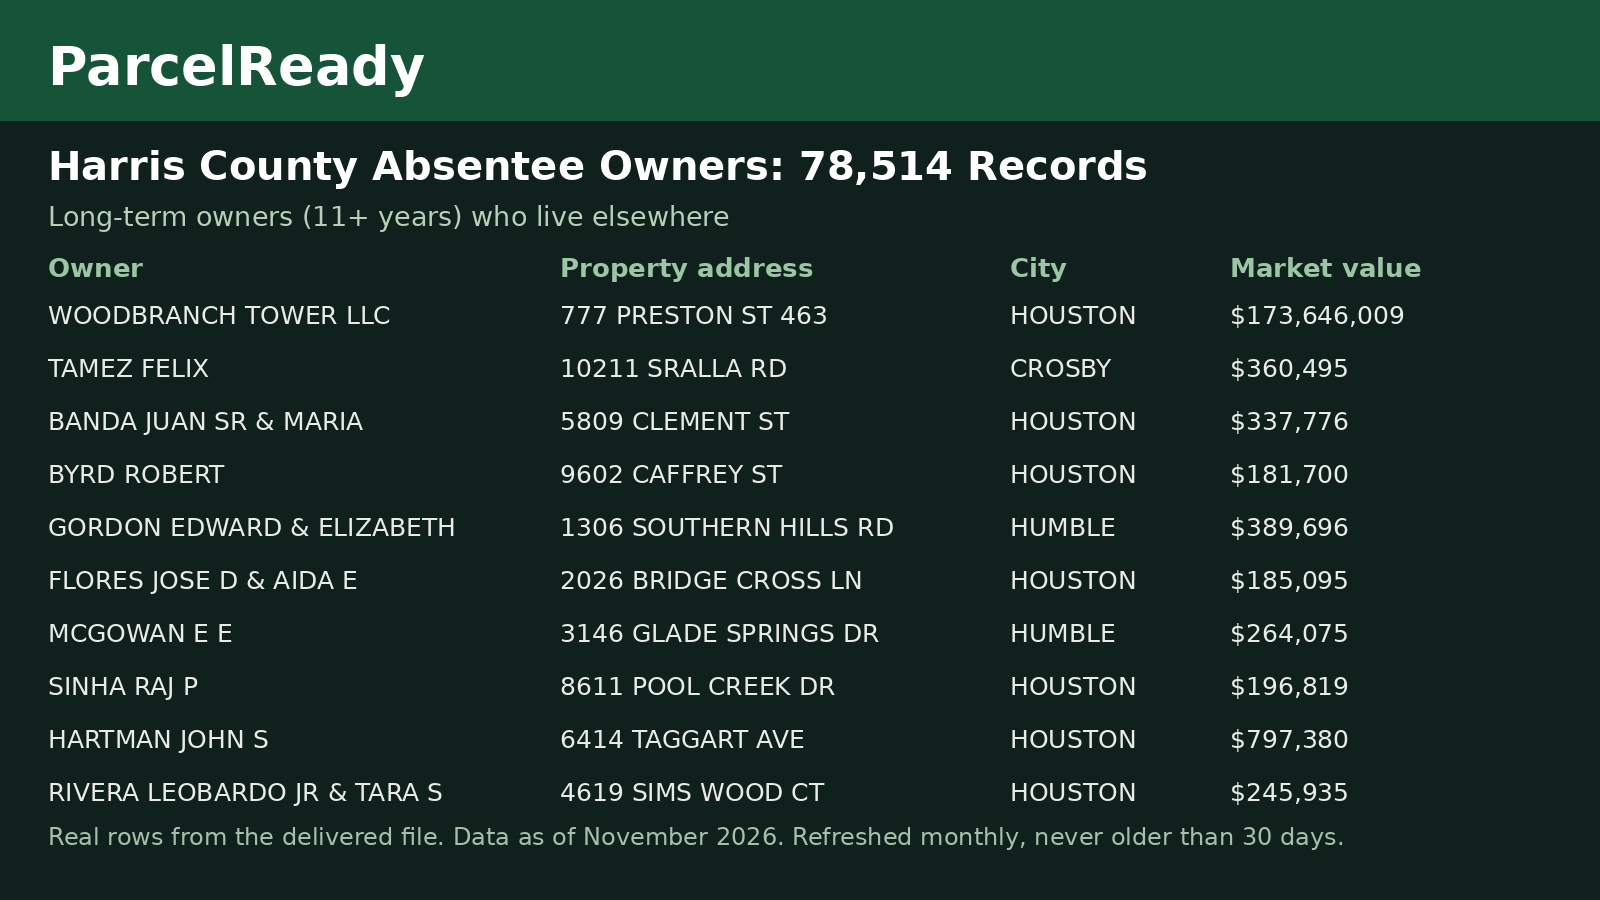 ParcelReady
Harris County Absentee Owners: 78,514 Records
Long-term owners (11+ years) who live elsewhere
Owner Property address City Market value
WOODBRANCH TOWER LLC 777 PRESTON ST 463 HOUSTON $173,646,009
TAMEZ FELIX 10211 SRALLA RD CROSBY $360,495
BANDA JUAN SR & MARIA 5809 CLEMENT ST HOUSTON $337,776
BYRD ROBERT 9602 CAFFREY ST HOUSTON $181,700
GORDON EDWARD & ELIZABETH 1306 SOUTHERN HILLS RD HUMBLE $389,696
FLORES JOSE D & AIDA E 2026 BRIDGE CROSS LN HOUSTON $185,095
MCGOWAN E E 3146 GLADE SPRINGS DR HUMBLE $264,075
SINHA RAJ P 8611 POOL CREEK DR HOUSTON $196,819
HARTMAN JOHN S 6414 TAGGART AVE HOUSTON $797,380
RIVERA LEOBARDO JR & TARA S 4619 SIMS WOOD CT HOUSTON $245,935
Real rows from the delivered file. Data as of November 2026. Refreshed monthly, never older than 30 days.